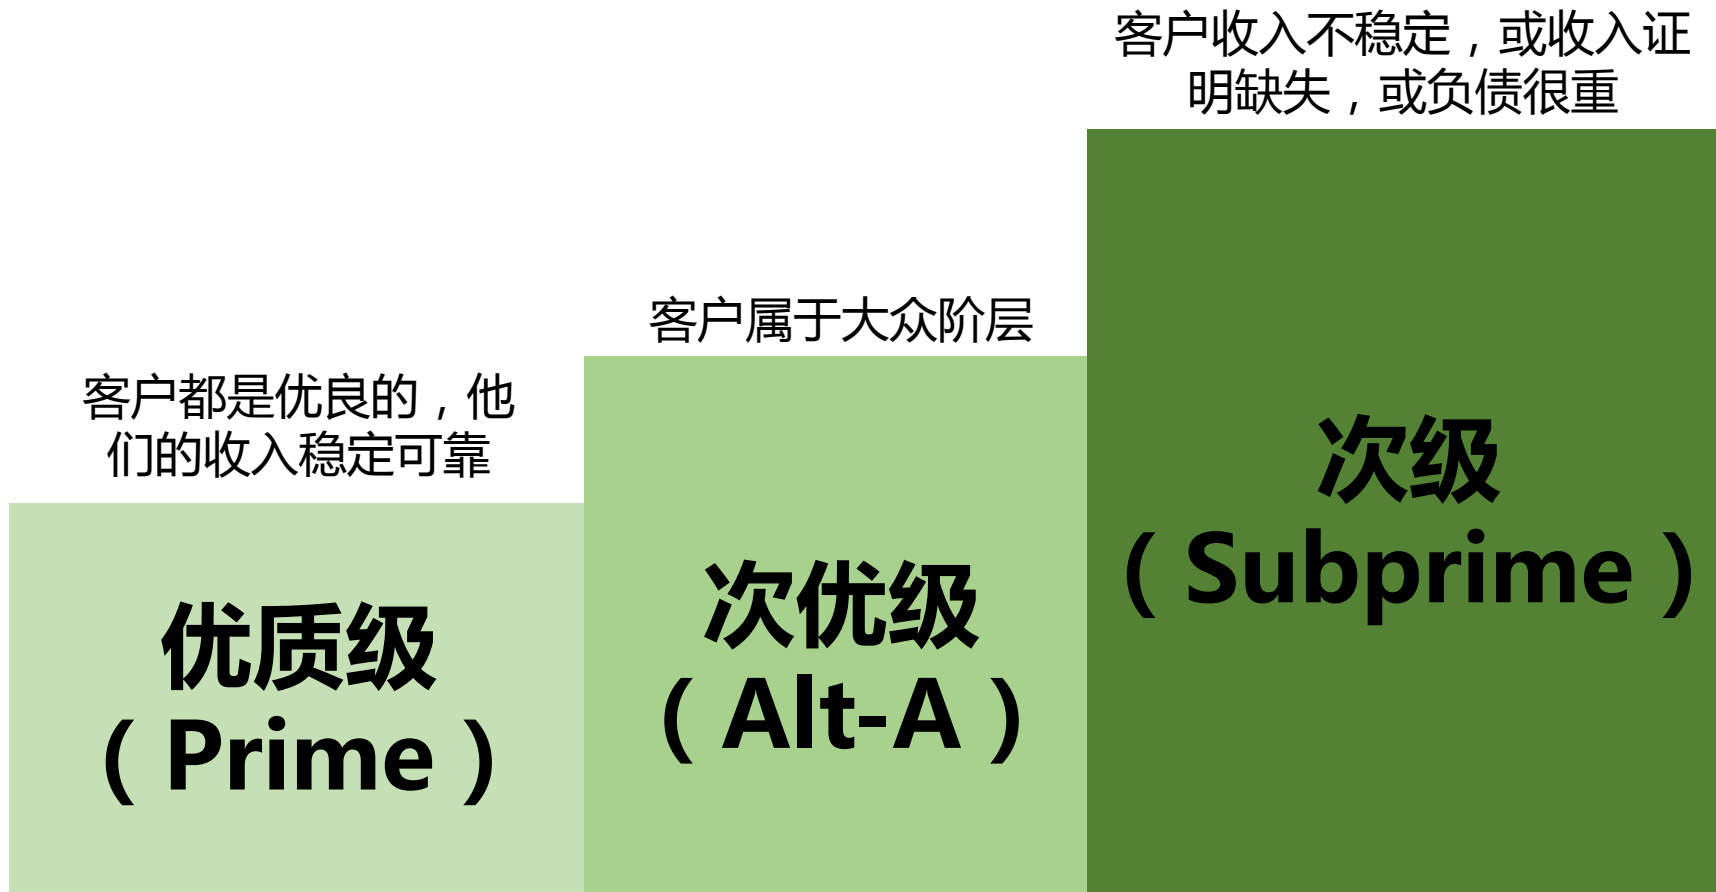 客户收入不稳定，或收入证
明缺失，或负债很重
客户属于大众阶层
客户都是优良的，他
们的收入稳定可靠
优质级
（Prime）
次优级
（Alt-A）
次级
（Subprime）